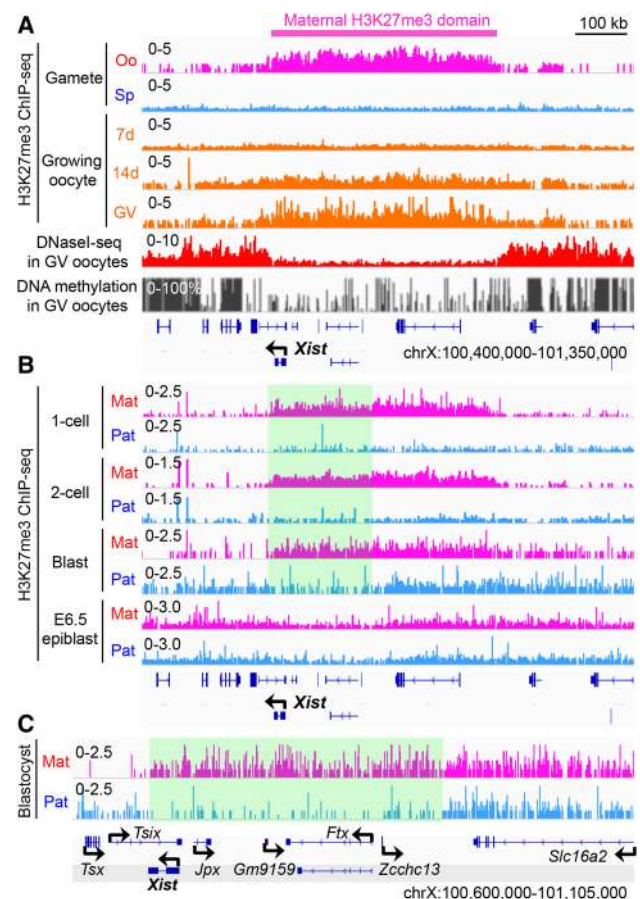 A
Maternal H3K27me3 domain
100 kb
H3K27me3 ChIP-seq
Gamete
Oo
0-5
Sp
0-5
Growing
oocyte
7d
0-5
14d
0-5
GV
0-5
DNaseI-seq
in GV oocytes
0-10
DNA methylation
in GV oocytes
0-100%
Xist
chrX:100,400,000-101,350,000
B
H3K27me3 ChIP-seq
1-cell
Mat
0-2.5
Pat
0-2.5
2-cell
Mat
0-1.5
Pat
0-1.5
Blast
Mat
0-2.5
Pat
0-2.5
E6.5
epiblast
Mat
0-3.0
Pat
0-3.0
Xist
C
Blastocyst
Mat
0-2.5
Pat
0-2.5
Tsix
Ftx
Tsx
Xist
Jpx
Gm9159
Zcchc13
Slc16a2
chrX:100,600,000-101,105,000